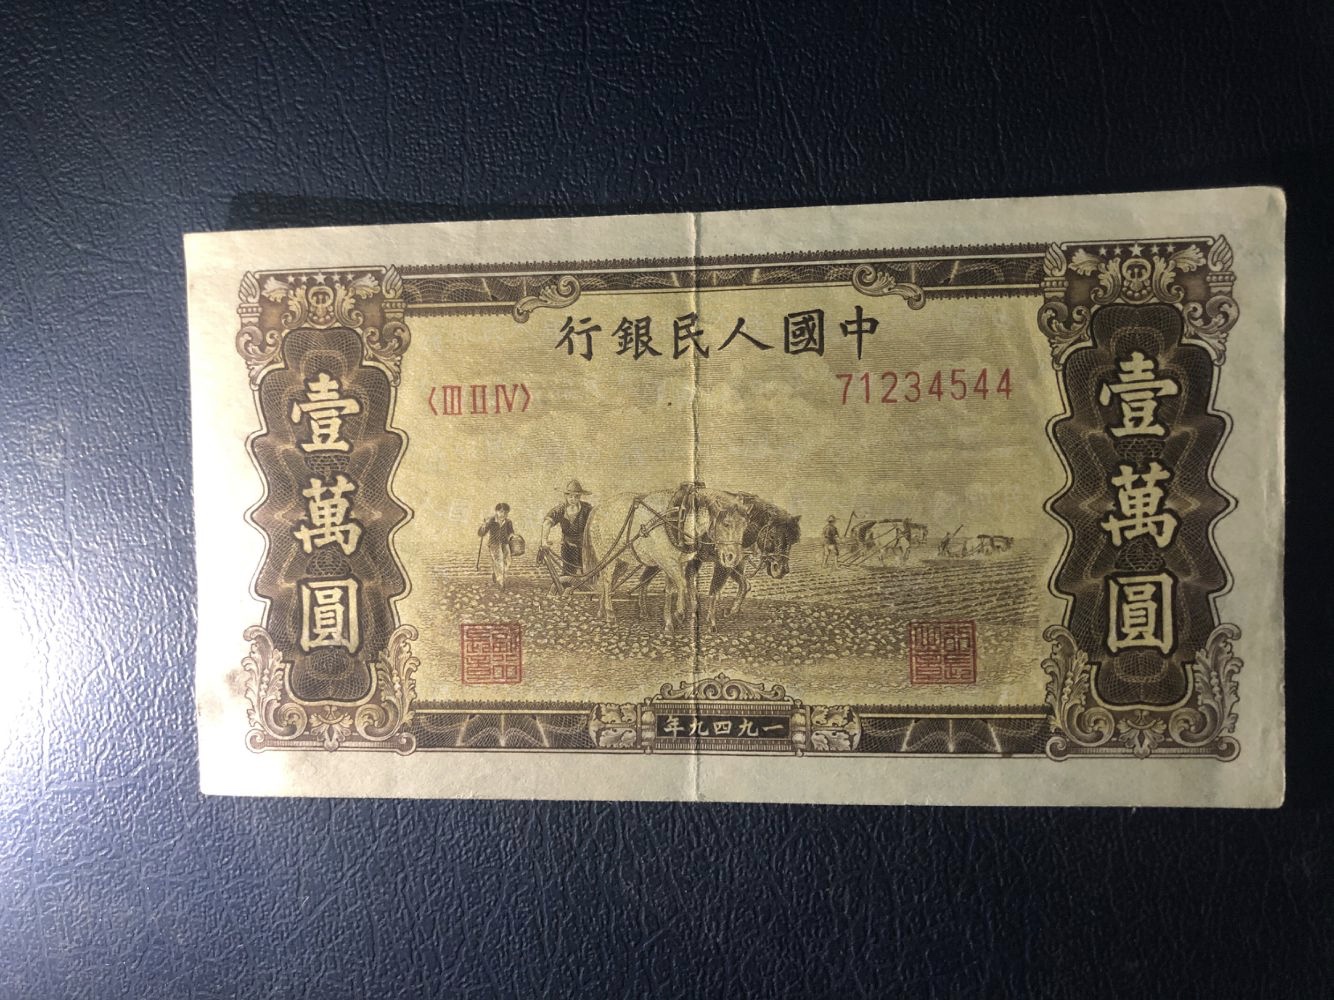 中國人民銀行
〈III II IV〉
71234544
壹萬圓
壹萬圓
一九四九年